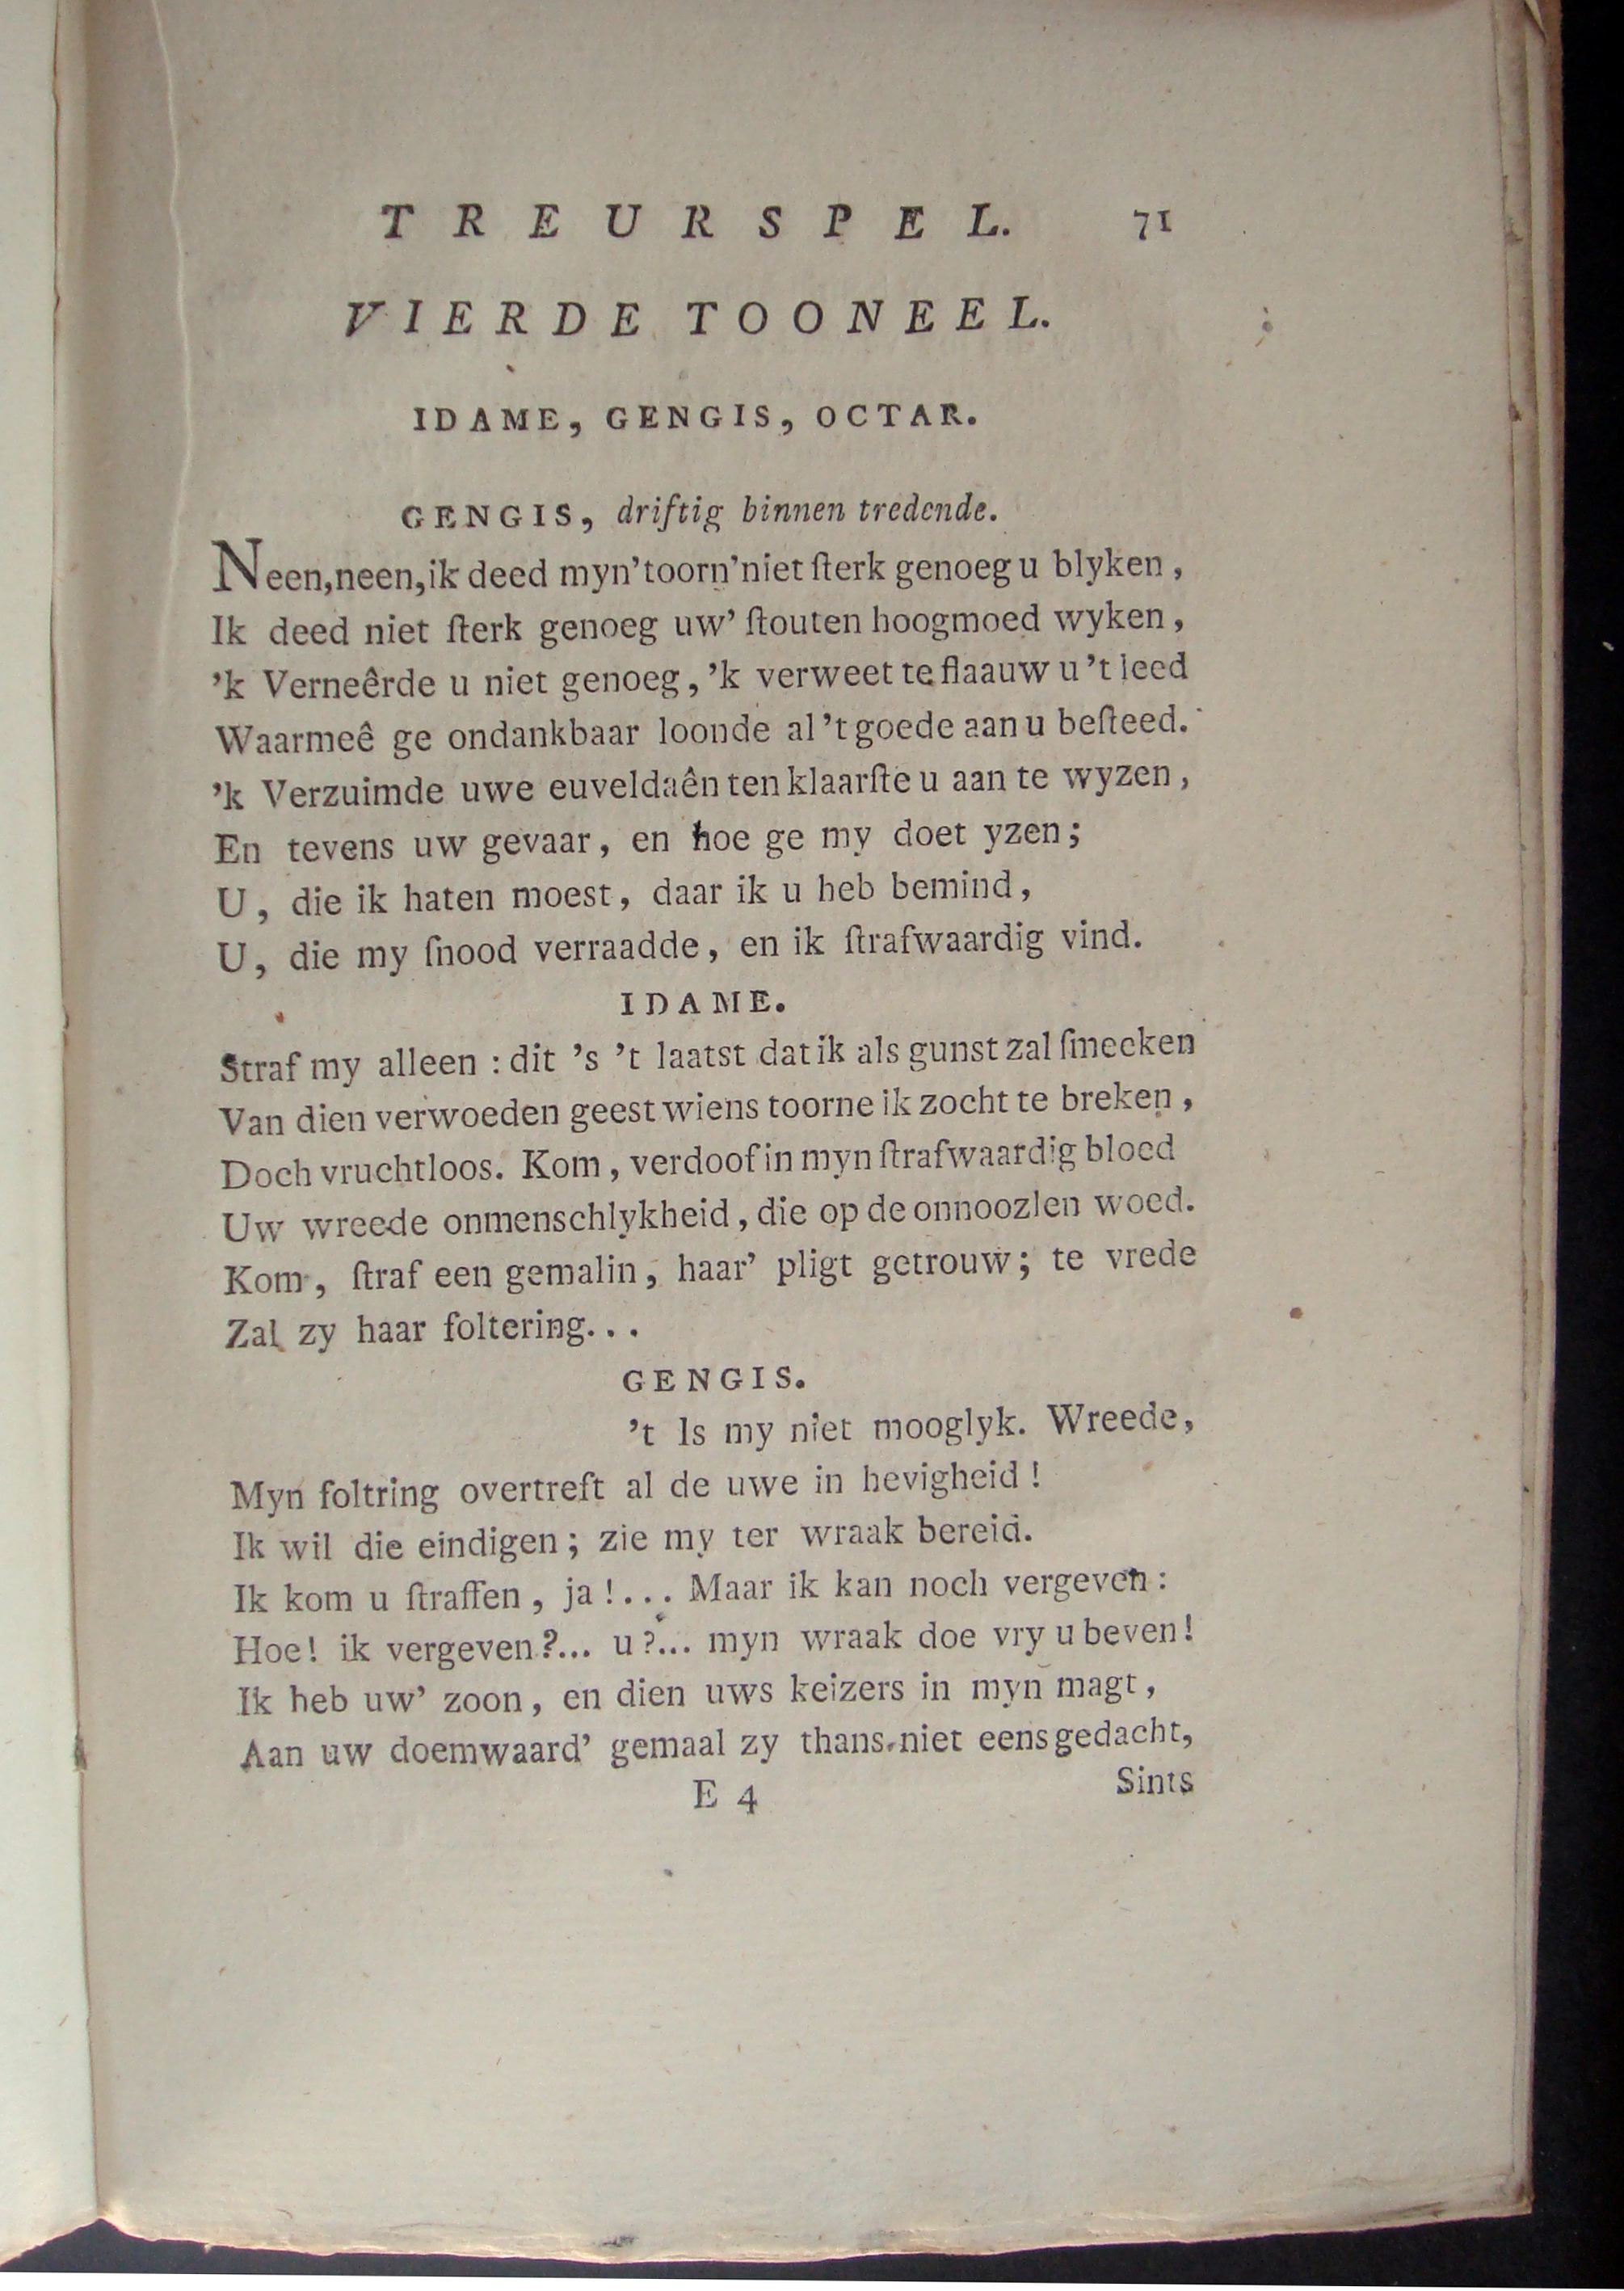 TREURSPEL. 71
VIERDE TOONEEL.
IDAME, GENGIS, OCTAR.
GENGIS, driftig binnen tredende.
Neen, neen, ik deed myn' toorn' niet ſterk genoeg u blyken,
Ik deed niet ſterk genoeg uw' ſtouten hoogmoed wyken,
'k Verneêrde u niet genoeg, 'k verweet te flaauw u 't leed
Waarmeê ge ondankbaar loonde al 't goede aan u beſteed.
'k Verzuimde uwe euveldaên ten klaarſte u aan te wyzen,
En tevens uw gevaar, en hoe ge my doet yzen;
U, die ik haten moest, daar ik u heb bemind,
U, die my ſnood verraadde, en ik ſtrafwaardig vind.
IDAME.
Straf my alleen: dit 's 't laatst dat ik als gunst zal ſmeeken
Van dien verwoeden geest wiens toorne ik zocht te breken,
Doch vruchtloos. Kom, verdoof in myn ſtrafwaardig bloed
Uw wreede onmenschlykheid, die op de onnoozlen woed.
Kom, ſtraf een gemalin, haar' pligt getrouw; te vrede
Zal zy haar foltering...
GENGIS.
't Is my niet mooglyk. Wreede,
Myn foltring overtreft al de uwe in hevigheid!
Ik wil die eindigen; zie my ter wraak bereid.
Ik kom u ſtraffen, ja!... Maar ik kan noch vergeven:
Hoe! ik vergeven?... u?... myn wraak doe vry u beven!
Ik heb uw' zoon, en dien uws keizers in myn magt,
Aan uw doemwaard' gemaal zy thans niet eens gedacht,
E 4 Sints